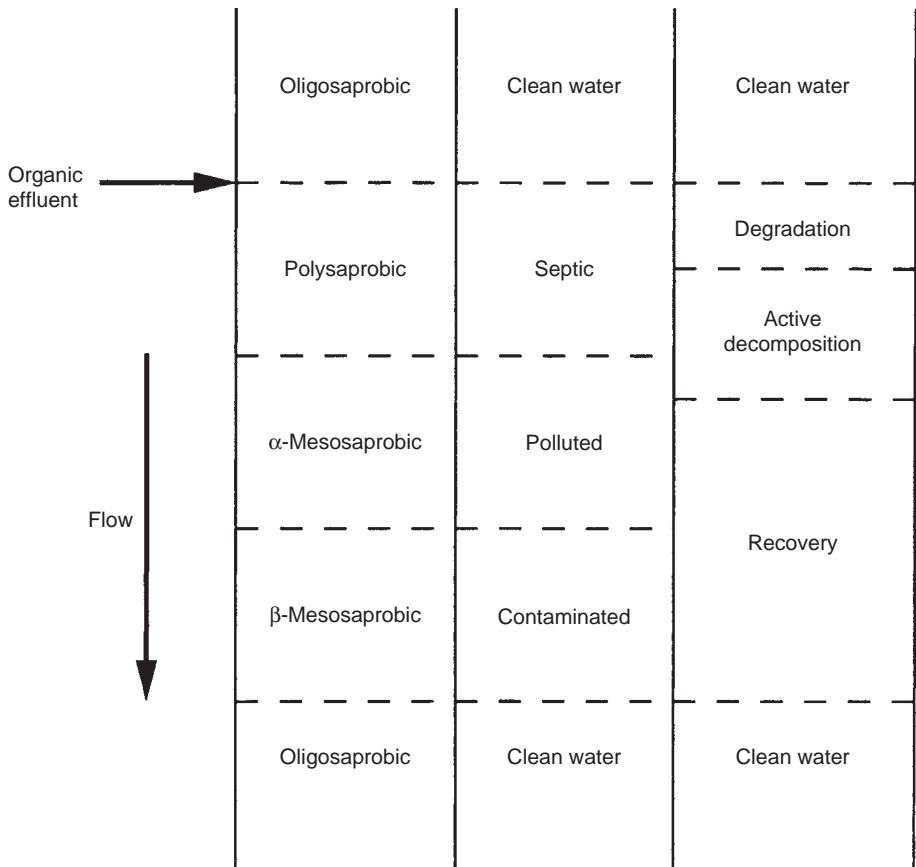 Oligosaprobic
Clean water
Clean water
Organic
effluent
Polysaprobic
Septic
Degradation
Active
decomposition
α-Mesosaprobic
Polluted
Flow
Recovery
β-Mesosaprobic
Contaminated
Oligosaprobic
Clean water
Clean water